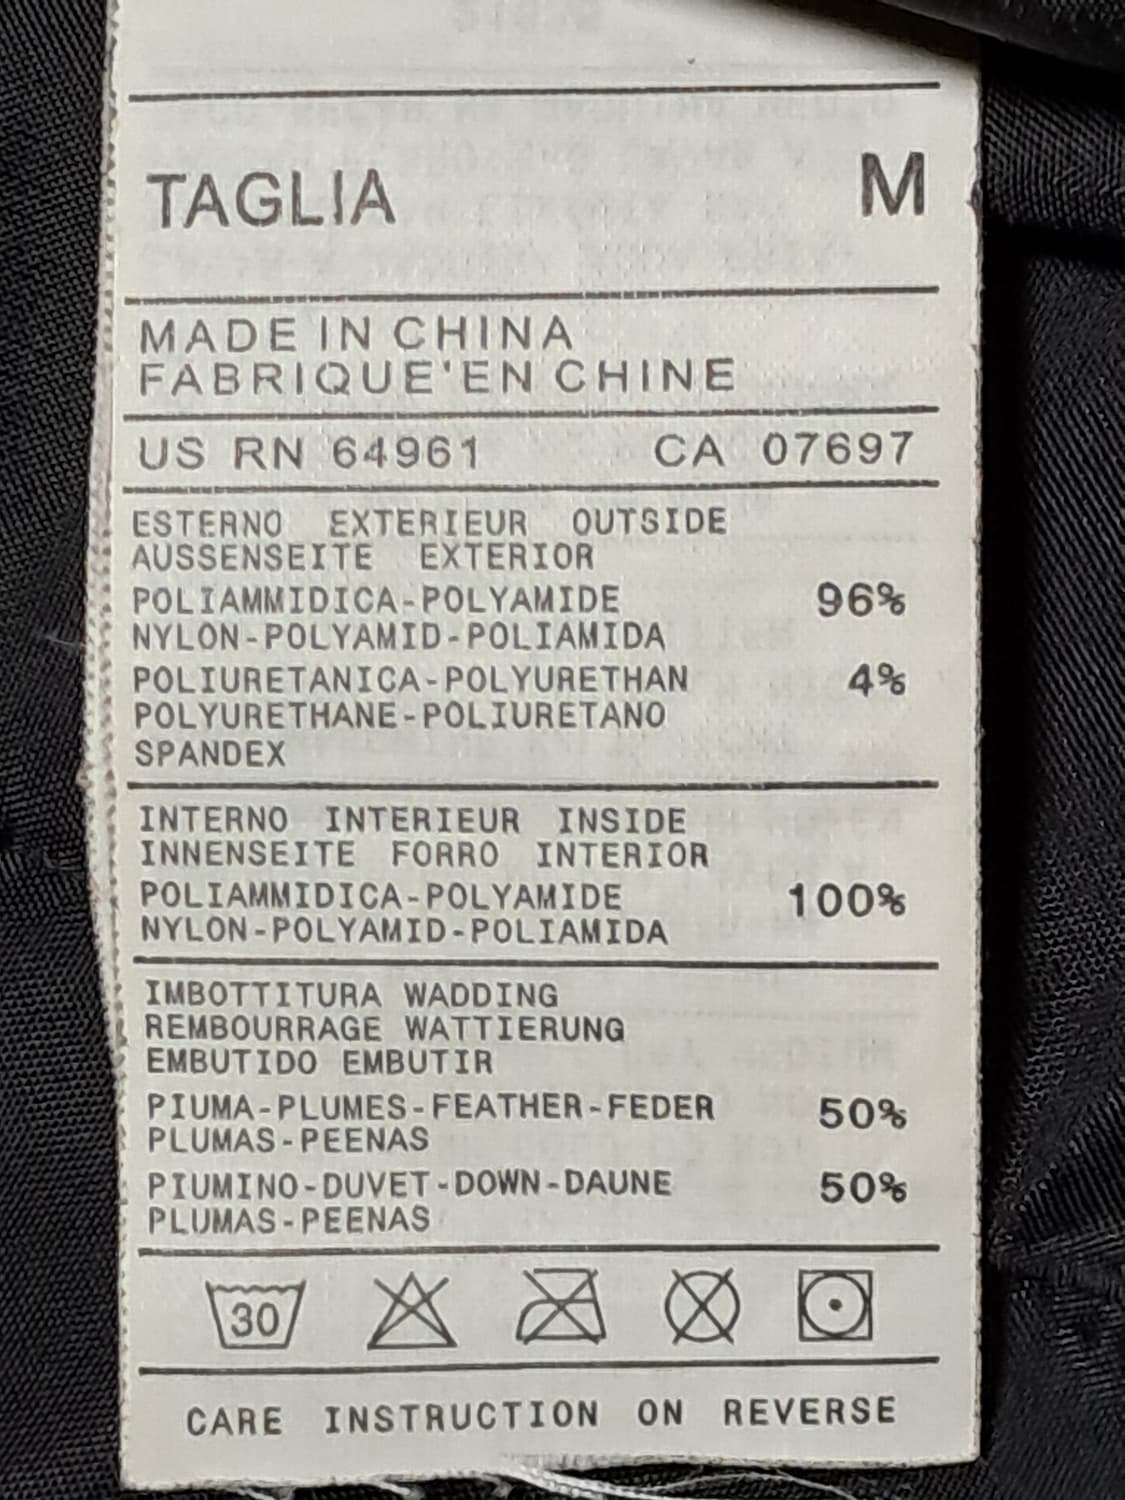 TAGLIA M
MADE IN CHINA
FABRIQUE'EN CHINE
US RN 64961 CA 07697
ESTERNO EXTERIEUR OUTSIDE
AUSSENSEITE EXTERIOR
POLIAMMIDICA-POLYAMIDE 96%
NYLON-POLYAMID-POLIAMIDA
POLIURETANICA-POLYURETHAN 4%
POLYURETHANE-POLIURETANO
SPANDEX
INTERNO INTERIEUR INSIDE
INNENSEITE FORRO INTERIOR
POLIAMMIDICA-POLYAMIDE 100%
NYLON-POLYAMID-POLIAMIDA
IMBOTTITURA WADDING
REMBOURRAGE WATTIERUNG
EMBUTIDO EMBUTIR
PIUMA-PLUMES-FEATHER-FEDER 50%
PLUMAS-PEENAS
PIUMINO-DUVET-DOWN-DAUNE 50%
PLUMAS-PEENAS
30
CARE INSTRUCTION ON REVERSE